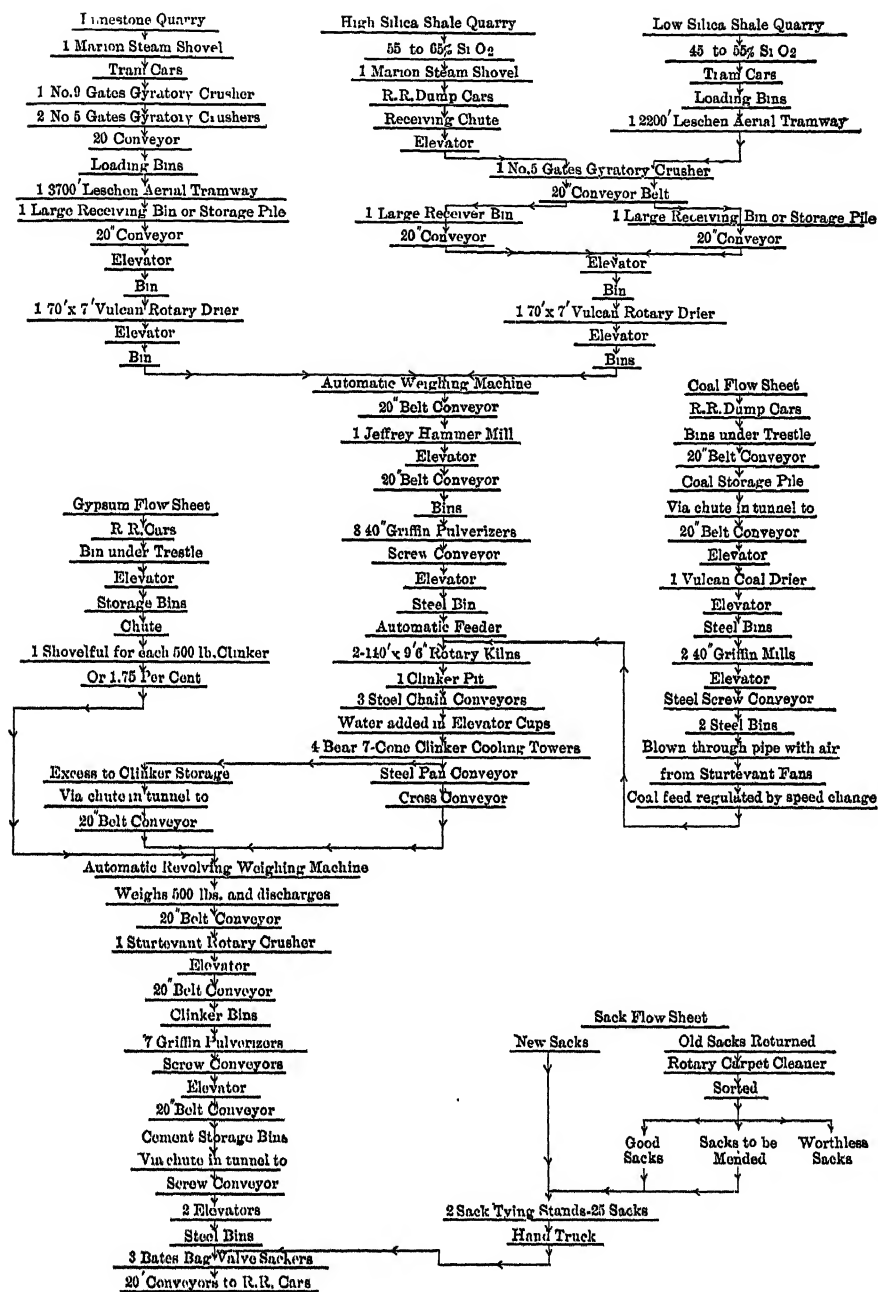 Limestone Quarry
1 Marion Steam Shovel
Tram Cars
1 No.9 Gates Gyratory Crusher
2 No 5 Gates Gyratory Crushers
20 Conveyor
Loading Bins
1 3700' Leschen Aerial Tramway
1 Large Receiving Bin or Storage Pile
20" Conveyor
Elevator
Bin
1 70' x 7' Vulcan Rotary Drier
Elevator
Bin
High Silica Shale Quarry
55 to 65% Si O2
1 Marion Steam Shovel
R.R. Dump Cars
Receiving Chute
Elevator
Low Silica Shale Quarry
45 to 55% Si O2
Tram Cars
Loading Bins
1 2200' Leschen Aerial Tramway
1 No.5 Gates Gyratory Crusher
20" Conveyor Belt
1 Large Receiver Bin
20" Conveyor
1 Large Receiving Bin or Storage Pile
20" Conveyor
Elevator
Bin
1 70' x 7' Vulcan Rotary Drier
Elevator
Bins
Automatic Weighing Machine
20" Belt Conveyor
1 Jeffrey Hammer Mill
Elevator
20" Belt Conveyor
Bins
8 40" Griffin Pulverizers
Screw Conveyor
Elevator
Steel Bin
Automatic Feeder
2-140' x 9'6" Rotary Kilns
1 Clinker Pit
3 Steel Chain Conveyors
Water added in Elevator Cups
4 Bear 7-Cone Clinker Cooling Towers
Steel Pan Conveyor
Cross Conveyor
Coal Flow Sheet
R.R. Dump Cars
Bins under Trestle
20" Belt Conveyor
Coal Storage Pile
Via chute in tunnel to
20" Belt Conveyor
Elevator
1 Vulcan Coal Drier
Elevator
Steel Bins
2 40" Griffin Mills
Elevator
Steel Screw Conveyor
2 Steel Bins
Blown through pipe with air
from Sturtevant Fans
Coal feed regulated by speed change
Gypsum Flow Sheet
R R. Cars
Bin under Trestle
Elevator
Storage Bins
Chute
1 Shovelful for each 500 lb. Clinker
Or 1.75 Per Cent
Excess to Clinker Storage
Via chute in tunnel to
20" Belt Conveyor
Automatic Revolving Weighing Machine
Weighs 500 lbs. and discharges
20" Belt Conveyor
1 Sturtevant Rotary Crusher
Elevator
20" Belt Conveyor
Clinker Bins
7 Griffin Pulverizers
Screw Conveyors
Elevator
20" Belt Conveyor
Cement Storage Bins
Via chute in tunnel to
Screw Conveyor
2 Elevators
Steel Bins
3 Bates Bag Valve Sackers
20' Conveyors to R.R. Cars
Sack Flow Sheet
New Sacks
Old Sacks Returned
Rotary Carpet Cleaner
Sorted
Good
Sacks
Sacks to be
Mended
Worthless
Sacks
2 Sack Tying Stands-25 Sacks
Hand Truck